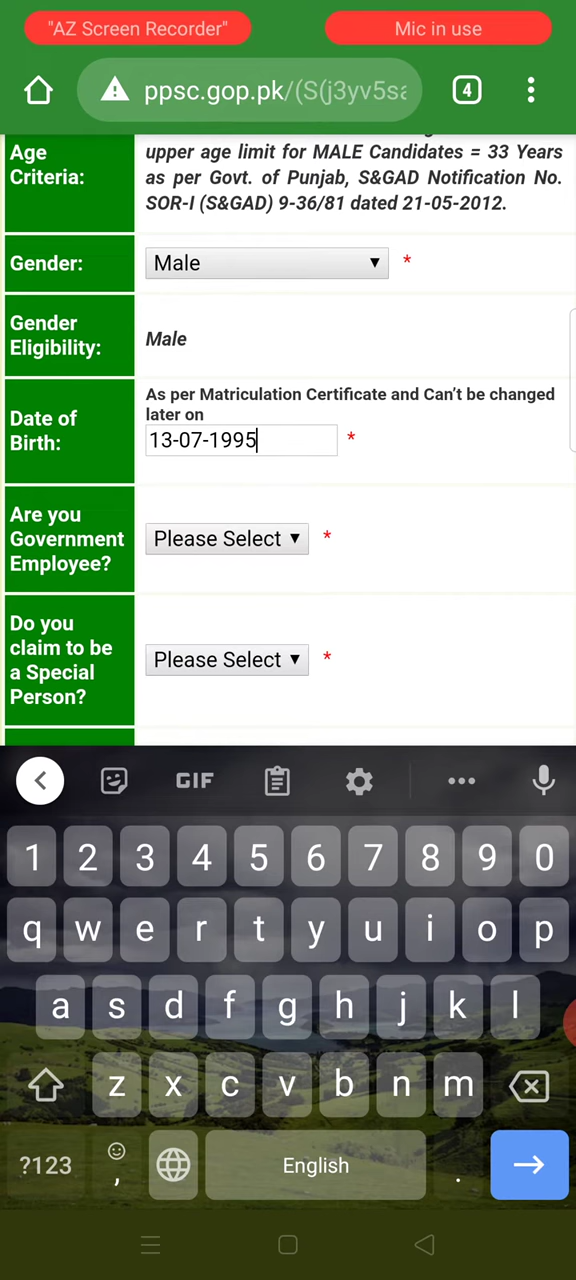 "AZ Screen Recorder"
Mic in use
ppsc.gop.pk/(S(j3yv5sa
4
Age Criteria:
upper age limit for MALE Candidates = 33 Years
as per Govt. of Punjab, S&GAD Notification No.
SOR-I (S&GAD) 9-36/81 dated 21-05-2012.
Gender:
Male ▼ *
Gender
Eligibility:
Male
Date of
Birth:
As per Matriculation Certificate and Can't be changed
later on
13-07-1995 *
Are you
Government
Employee?
Please Select ▼ *
Do you
claim to be
a Special
Person?
Please Select ▼ *
GIF
1 2 3 4 5 6 7 8 9 0
q w e r t y u i o p
a s d f g h j k l
z x c v b n m
?123 , English .